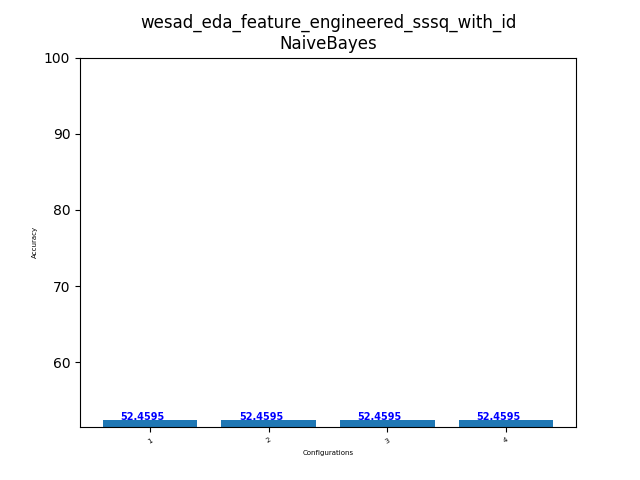 wesad_eda_feature_engineered_sssq_with_id
NaiveBayes
100
90
80
70
60
Accuracy
52.4595 52.4595 52.4595 52.4595
1 2 3 4
Configurations